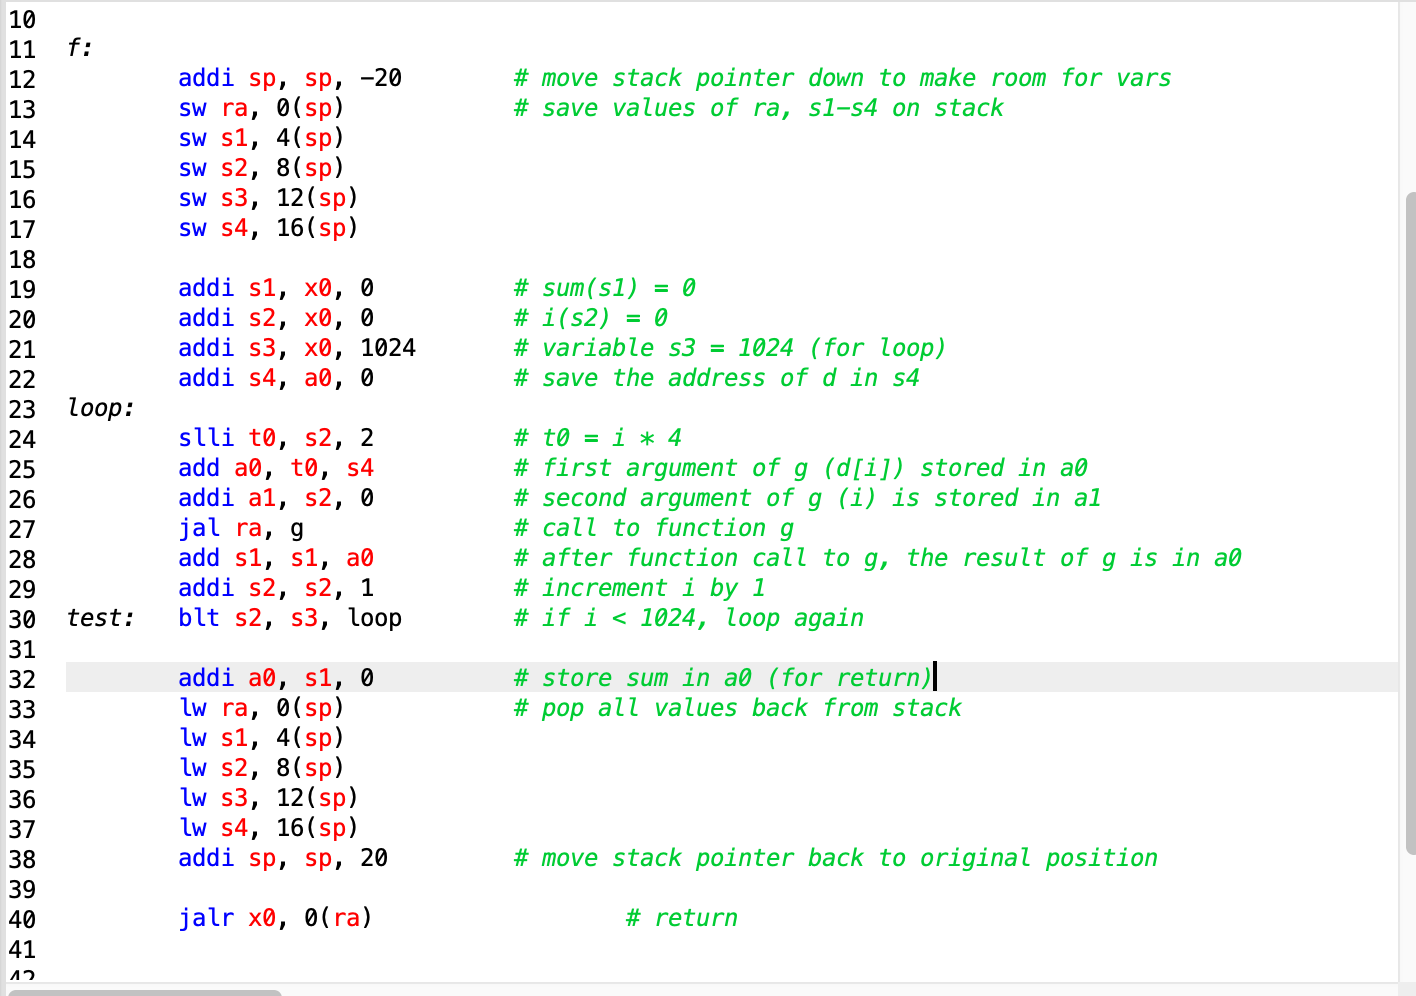 10
11 f:
12 addi sp, sp, -20 # move stack pointer down to make room for vars
13 sw ra, 0(sp) # save values of ra, s1-s4 on stack
14 sw s1, 4(sp)
15 sw s2, 8(sp)
16 sw s3, 12(sp)
17 sw s4, 16(sp)
18
19 addi s1, x0, 0 # sum(s1) = 0
20 addi s2, x0, 0 # i(s2) = 0
21 addi s3, x0, 1024 # variable s3 = 1024 (for loop)
22 addi s4, a0, 0 # save the address of d in s4
23 loop:
24 slli t0, s2, 2 # t0 = i * 4
25 add a0, t0, s4 # first argument of g (d[i]) stored in a0
26 addi a1, s2, 0 # second argument of g (i) is stored in a1
27 jal ra, g # call to function g
28 add s1, s1, a0 # after function call to g, the result of g is in a0
29 addi s2, s2, 1 # increment i by 1
30 test: blt s2, s3, loop # if i < 1024, loop again
31
32 addi a0, s1, 0 # store sum in a0 (for return)
33 lw ra, 0(sp) # pop all values back from stack
34 lw s1, 4(sp)
35 lw s2, 8(sp)
36 lw s3, 12(sp)
37 lw s4, 16(sp)
38 addi sp, sp, 20 # move stack pointer back to original position
39
40 jalr x0, 0(ra) # return
41
42